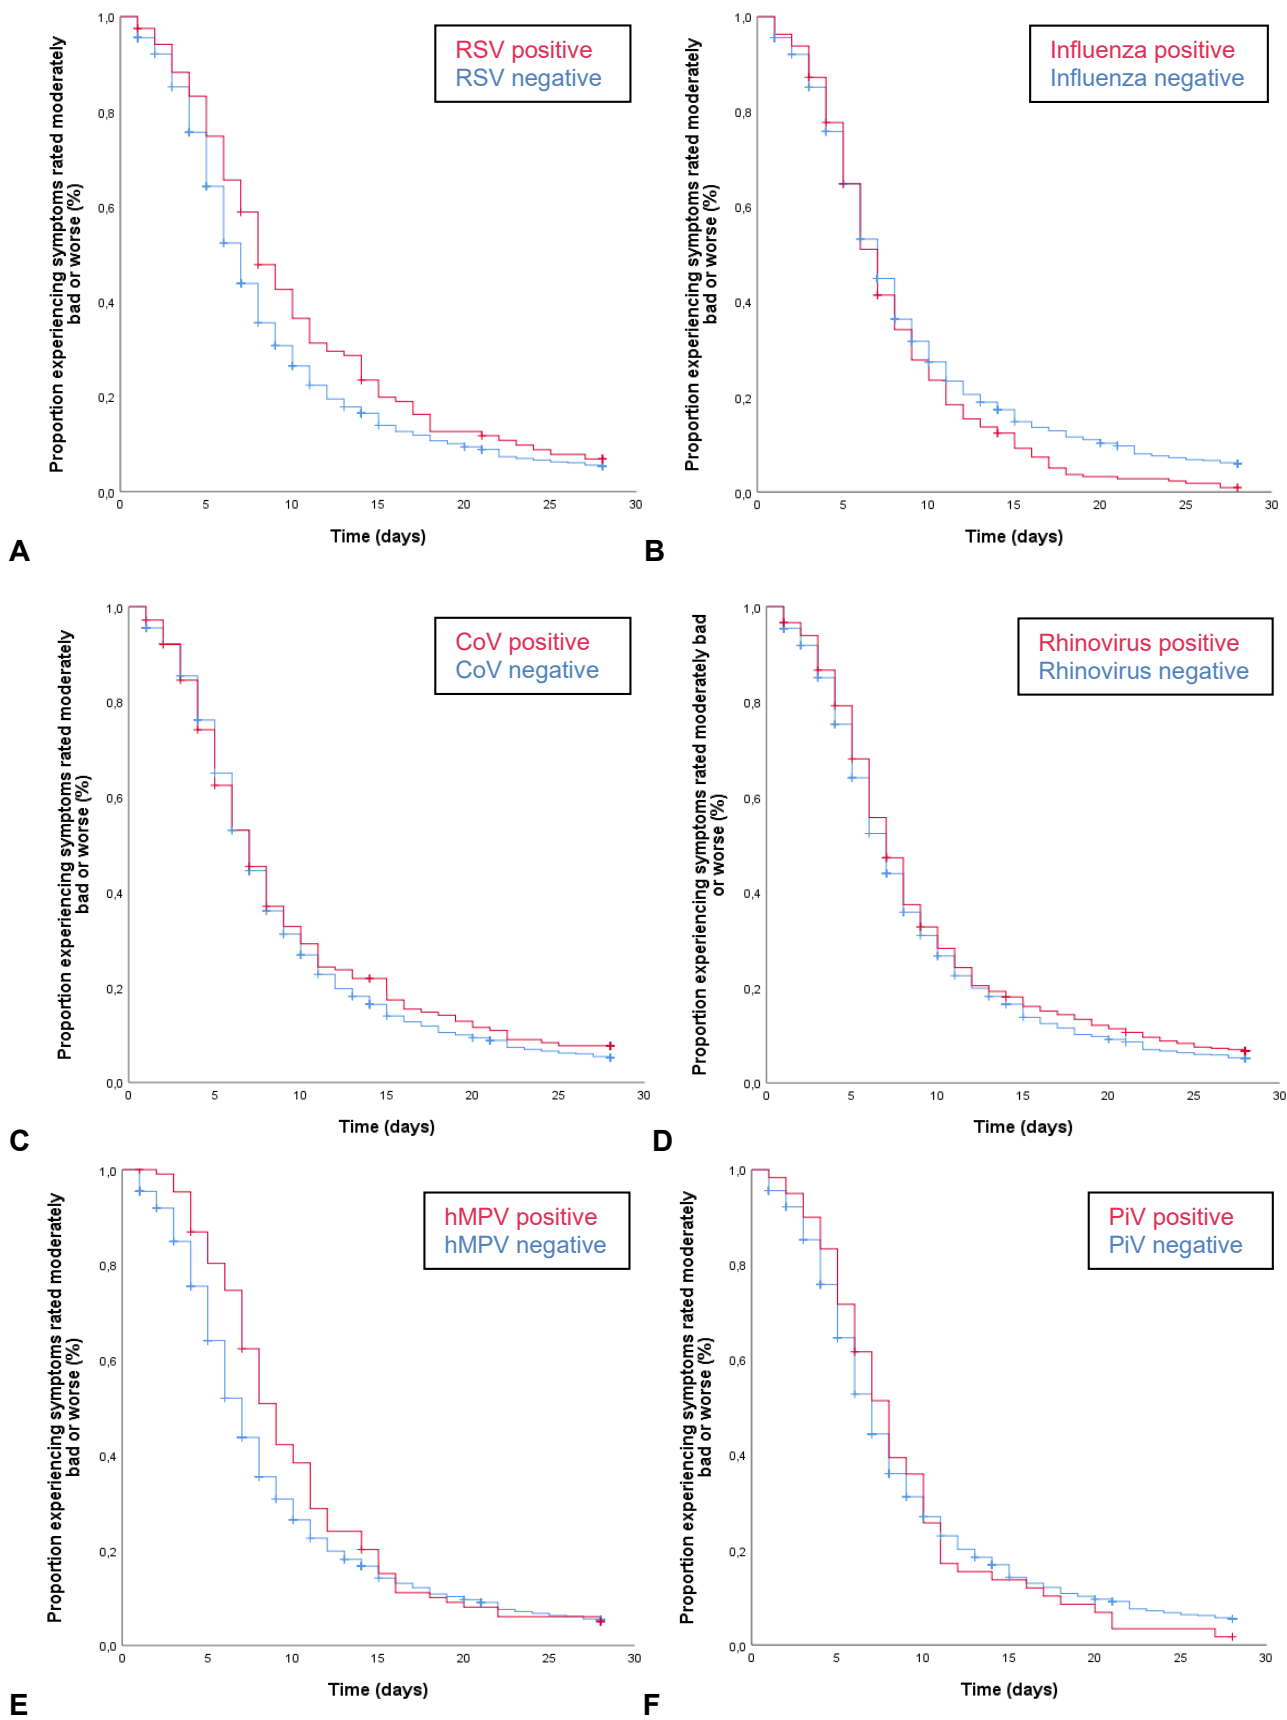 Proportion experiencing symptoms rated moderately
bad or worse (%)
1,0
0,8
0,6
0,4
0,2
0,0
RSV positive
RSV negative
0 5 10 15 20 25 30
Time (days)
A
Proportion experiencing symptoms rated moderately
bad or worse (%)
1,0
0,8
0,6
0,4
0,2
0,0
Influenza positive
Influenza negative
0 5 10 15 20 25 30
Time (days)
B
Proportion experiencing symptoms rated moderately
bad or worse (%)
1,0
0,8
0,6
0,4
0,2
0,0
CoV positive
CoV negative
0 5 10 15 20 25 30
Time (days)
C
Proportion experiencing symptoms rated moderately bad
or worse (%)
1,0
0,8
0,6
0,4
0,2
0,0
Rhinovirus positive
Rhinovirus negative
0 5 10 15 20 25 30
Time (days)
D
Proportion experiencing symptoms rated moderately
bad or worse (%)
1,0
0,8
0,6
0,4
0,2
0,0
hMPV positive
hMPV negative
0 5 10 15 20 25 30
Time (days)
E
Proportion experiencing symptoms rated moderately
bad or worse (%)
1,0
0,8
0,6
0,4
0,2
0,0
PiV positive
PiV negative
0 5 10 15 20 25 30
Time (days)
F